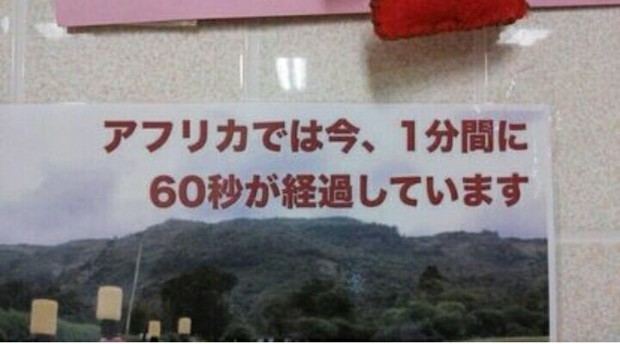 アフリカでは今、1分間に
60秒が経過しています